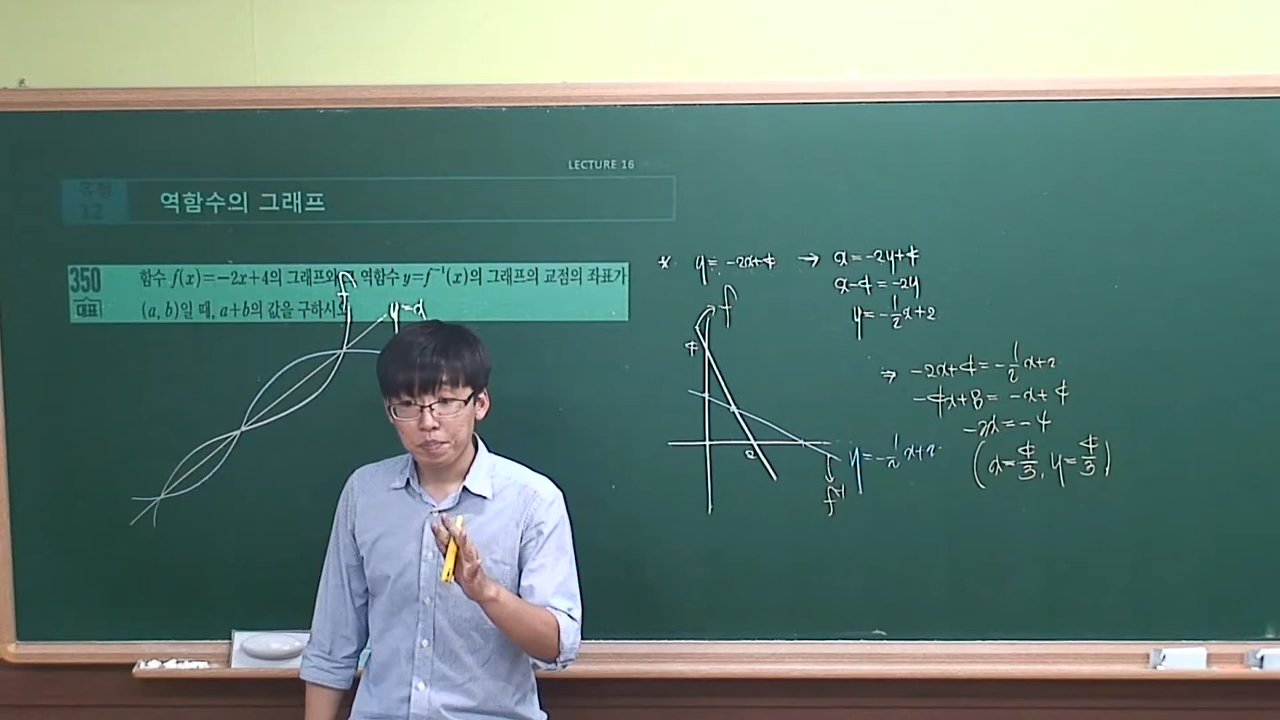 LECTURE 16
유형
12
역함수의 그래프
350
대표
함수 f(x)=-2x+4의 그래프와 역함수 y=f⁻¹(x)의 그래프의 교점의 좌표가
(a, b)일 때, a+b의 값을 구하시오
f
y=x
* y=-2x+4 → x=-2y+4
x-4=-2y
y=-1/2x+2
f
4
2
y=-1/2x+2
f⁻¹
⇒ -2x+4=-1/2x+2
-4x+8=-x+4
-3x=-4
(x=4/3, y=4/3)